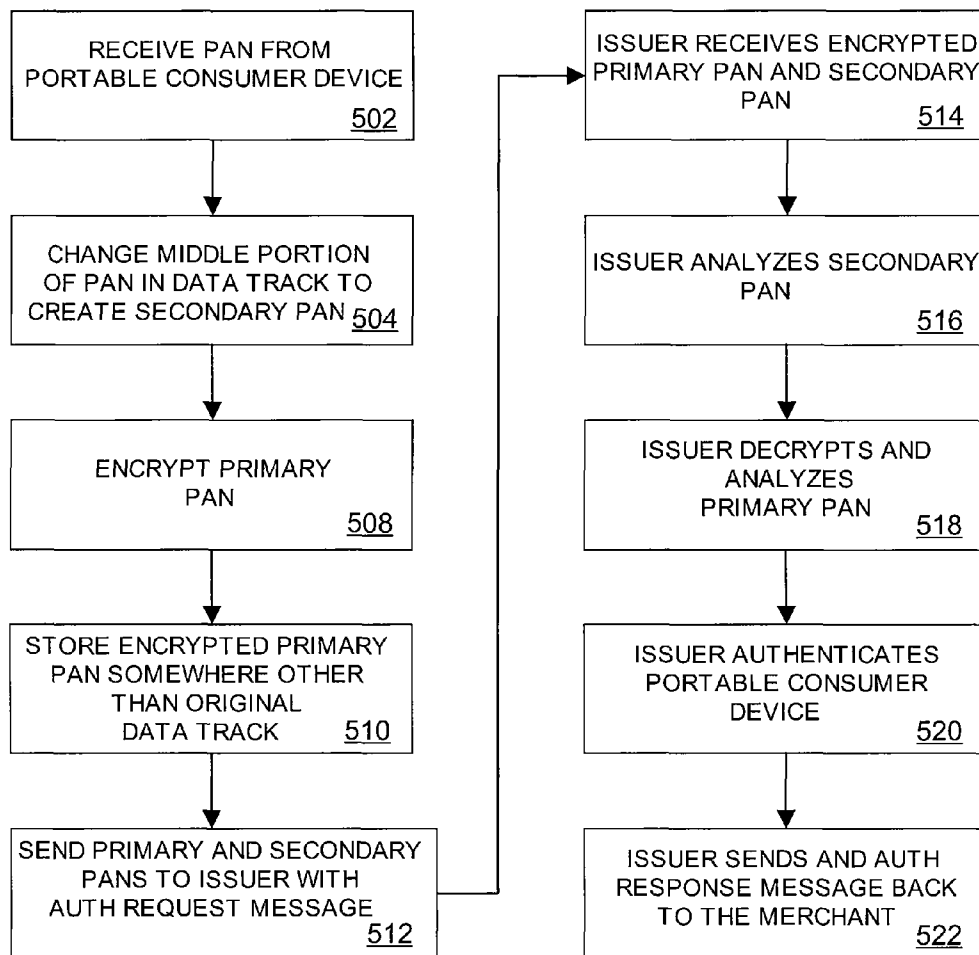 RECEIVE PAN FROM
PORTABLE CONSUMER DEVICE
502
CHANGE MIDDLE PORTION
OF PAN IN DATA TRACK TO
CREATE SECONDARY PAN 504
ENCRYPT PRIMARY
PAN
508
STORE ENCRYPTED PRIMARY
PAN SOMEWHERE OTHER
THAN ORIGINAL
DATA TRACK 510
SEND PRIMARY AND SECONDARY
PANS TO ISSUER WITH
AUTH REQUEST MESSAGE
512
ISSUER RECEIVES ENCRYPTED
PRIMARY PAN AND SECONDARY
PAN
514
ISSUER ANALYZES SECONDARY
PAN
516
ISSUER DECRYPTS AND
ANALYZES
PRIMARY PAN
518
ISSUER AUTHENTICATES
PORTABLE CONSUMER
DEVICE
520
ISSUER SENDS AND AUTH
RESPONSE MESSAGE BACK
TO THE MERCHANT
522